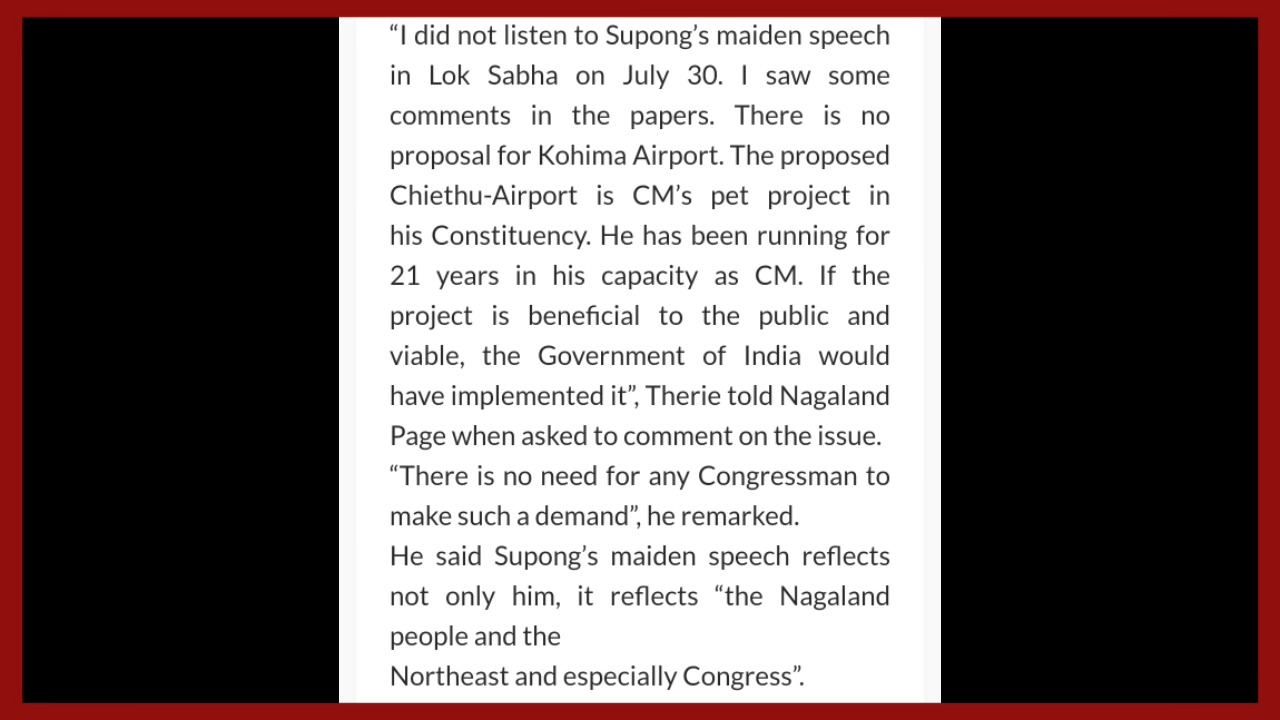 “I did not listen to Supong’s maiden speech
in Lok Sabha on July 30. I saw some
comments in the papers. There is no
proposal for Kohima Airport. The proposed
Chiethu-Airport is CM’s pet project in
his Constituency. He has been running for
21 years in his capacity as CM. If the
project is beneficial to the public and
viable, the Government of India would
have implemented it”, Therie told Nagaland
Page when asked to comment on the issue.
“There is no need for any Congressman to
make such a demand”, he remarked.
He said Supong’s maiden speech reflects
not only him, it reflects “the Nagaland
people and the
Northeast and especially Congress”.